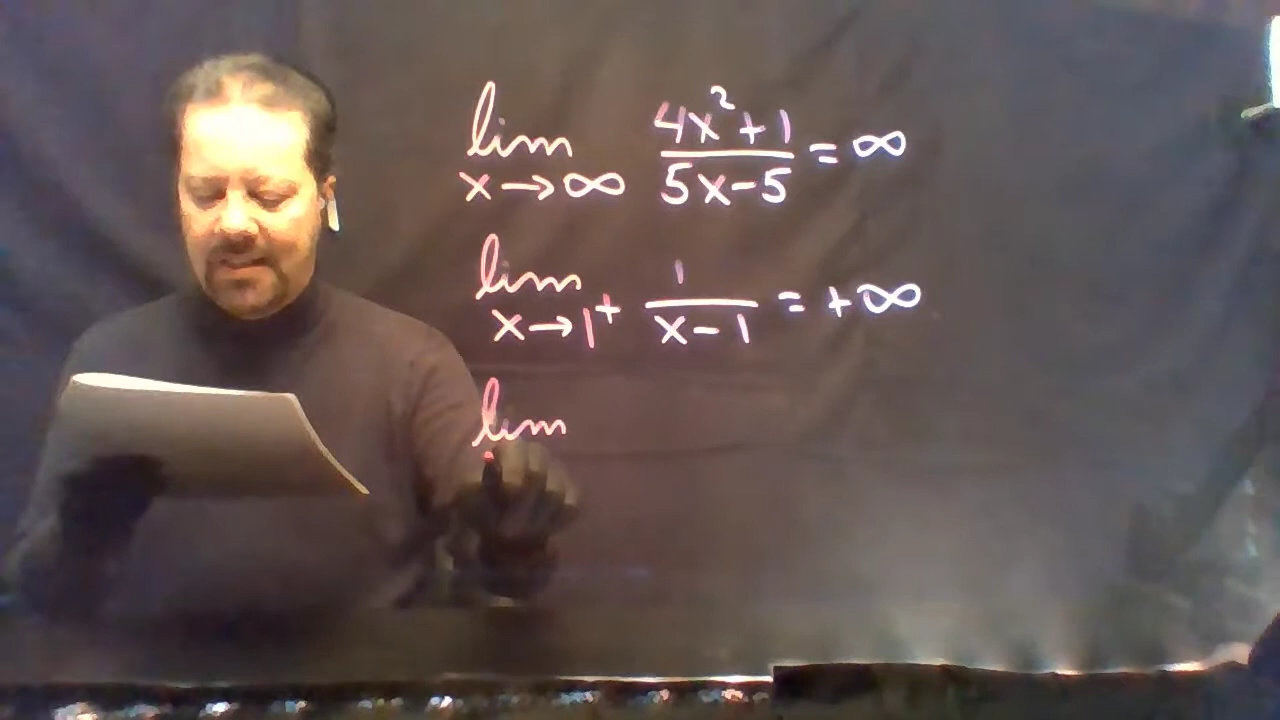 lim 4x²+1
x→∞ 5x-5 = ∞
lim 1
x→1⁺ x-1 = +∞
lim